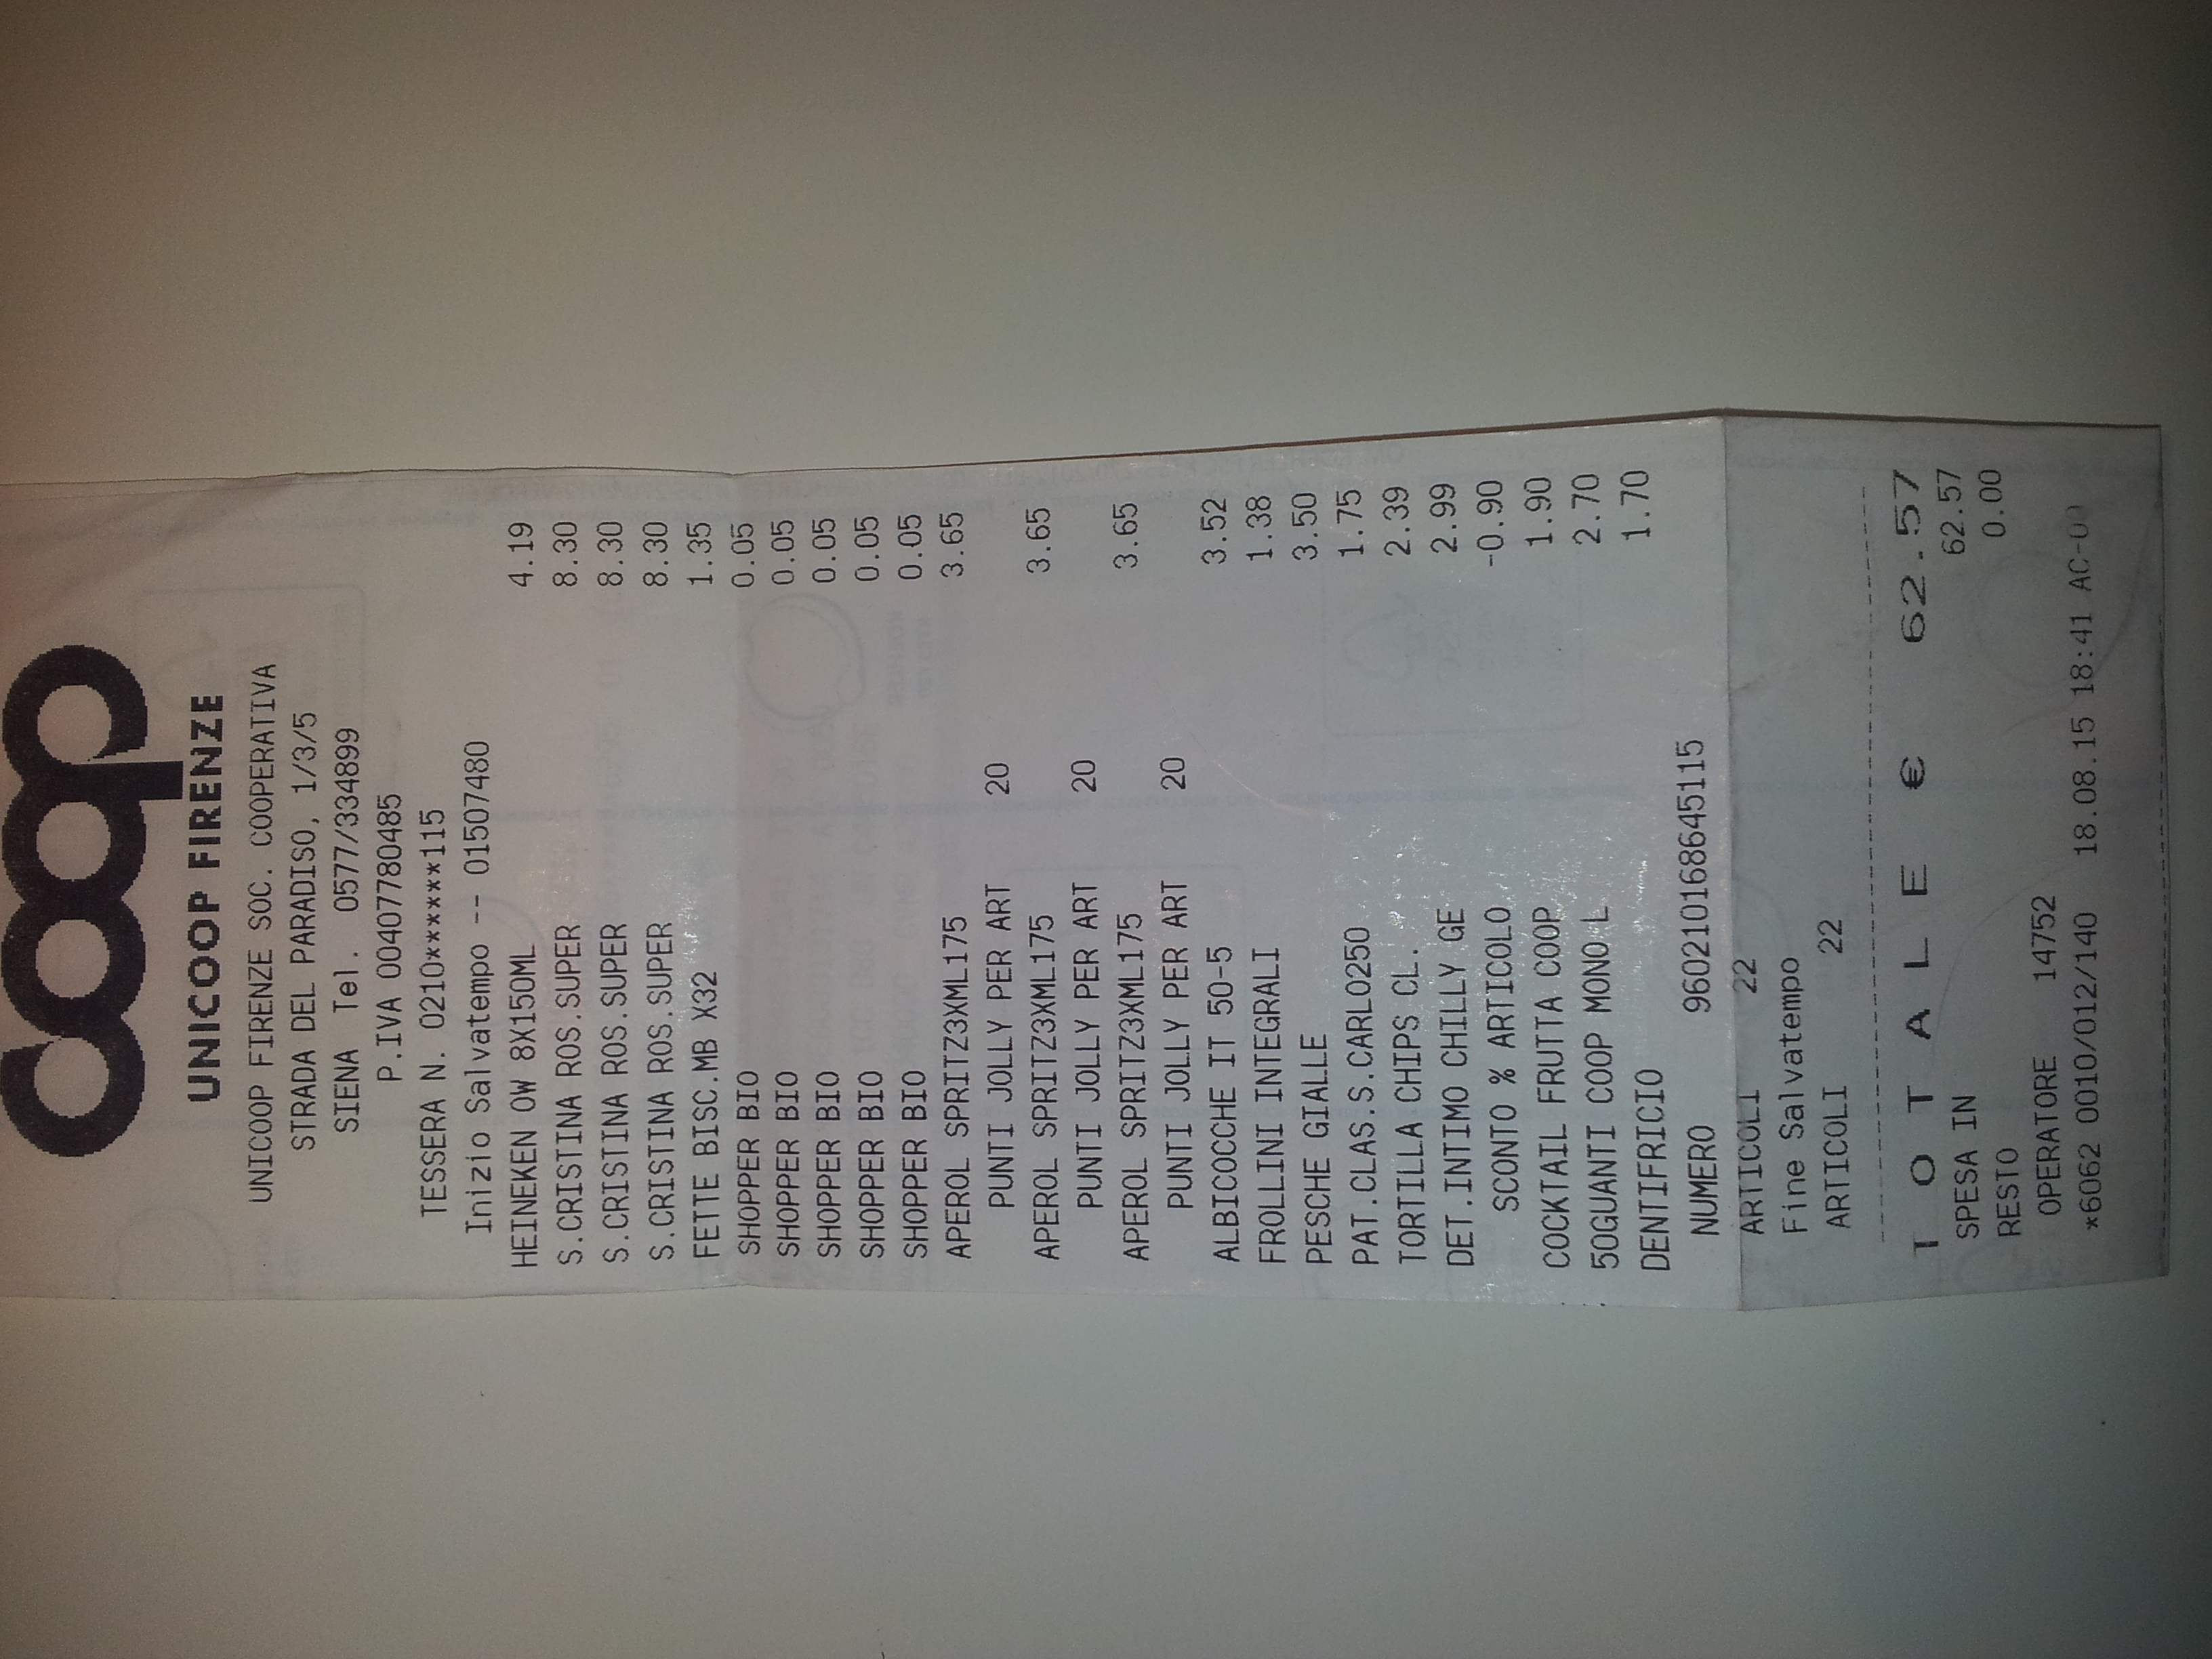 coop
UNICOOP FIRENZE
UNICOOP FIRENZE SOC. COOPERATIVA
STRADA DEL PARADISO, 1/3/5
SIENA Tel. 0577/334899
P.IVA 00407780485
TESSERA N. 0210******115
Inizio Salvatempo -- 01507480
HEINEKEN OW 8X150ML 4.19
S.CRISTINA ROS.SUPER 8.30
S.CRISTINA ROS.SUPER 8.30
S.CRISTINA ROS.SUPER 8.30
FETTE BISC.MB X32 1.35
SHOPPER BIO 0.05
SHOPPER BIO 0.05
SHOPPER BIO 0.05
SHOPPER BIO 0.05
SHOPPER BIO 0.05
APEROL SPRITZ3XML175 3.65
PUNTI JOLLY PER ART 20
APEROL SPRITZ3XML175 3.65
PUNTI JOLLY PER ART 20
APEROL SPRITZ3XML175 3.65
PUNTI JOLLY PER ART 20
ALBICOCCHE IT 50-5 3.52
FROLLINI INTEGRALI 1.38
PESCHE GIALLE 3.50
PAT.CLAS.S.CARLO250 1.75
TORTILLA CHIPS CL. 2.39
DET.INTIMO CHILLY GE 2.99
SCONTO % ARTICOLO -0.90
COCKTAIL FRUTTA COOP 1.90
50GUANTI COOP MONO L 2.70
DENTIFRICIO 1.70
NUMERO 960210168645115
ARTICOLI 22
Fine Salvatempo
ARTICOLI 22
TOTALE € 62.57
SPESA IN 62.57
RESTO 0.00
OPERATORE 14752
*6062 0010/012/140 18.08.15 18:41